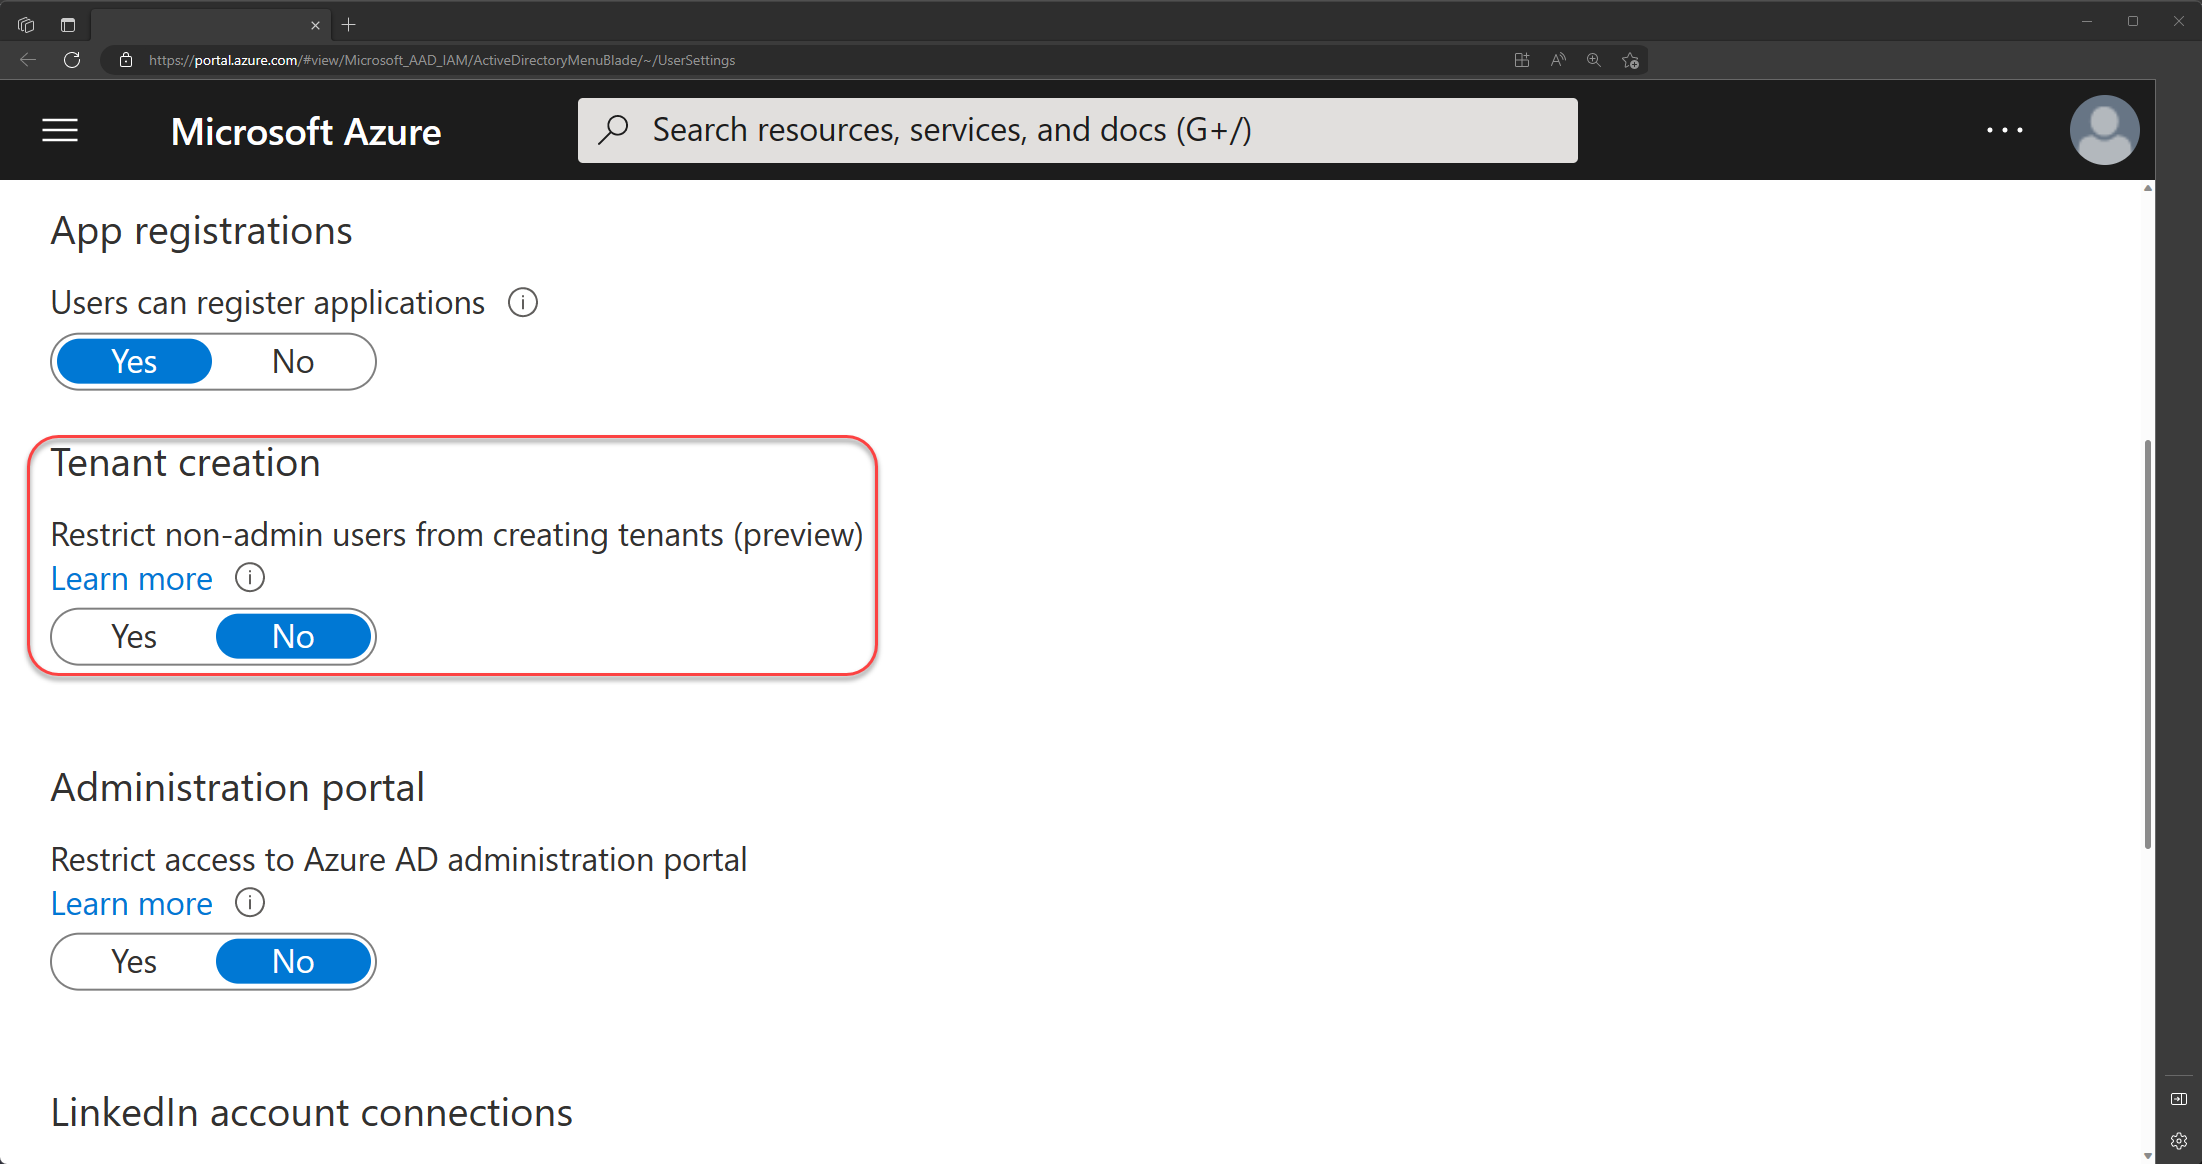 https://portal.azure.com/#view/Microsoft_AAD_IAM/ActiveDirectoryMenuBlade/~/UserSettings
Microsoft Azure
Search resources, services, and docs (G+/)
App registrations
Users can register applications
Yes No
Tenant creation
Restrict non-admin users from creating tenants (preview)
Learn more
Yes No
Administration portal
Restrict access to Azure AD administration portal
Learn more
Yes No
LinkedIn account connections